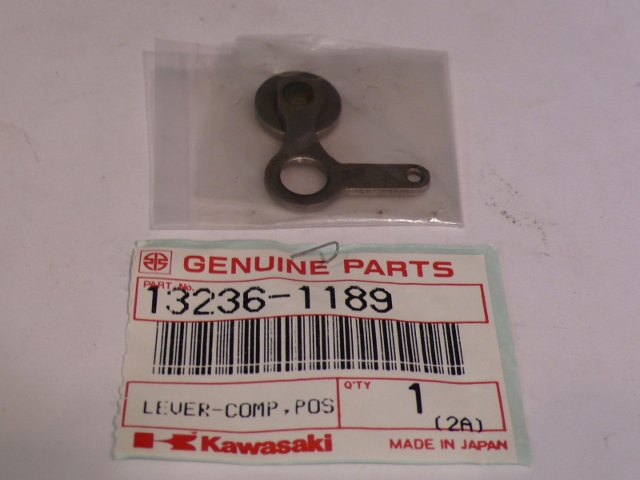 GENUINE PARTS
PART No.
13236-1189
LEVER-COMP,POS
Q'TY
1
(2A)
Kawasaki
MADE IN JAPAN